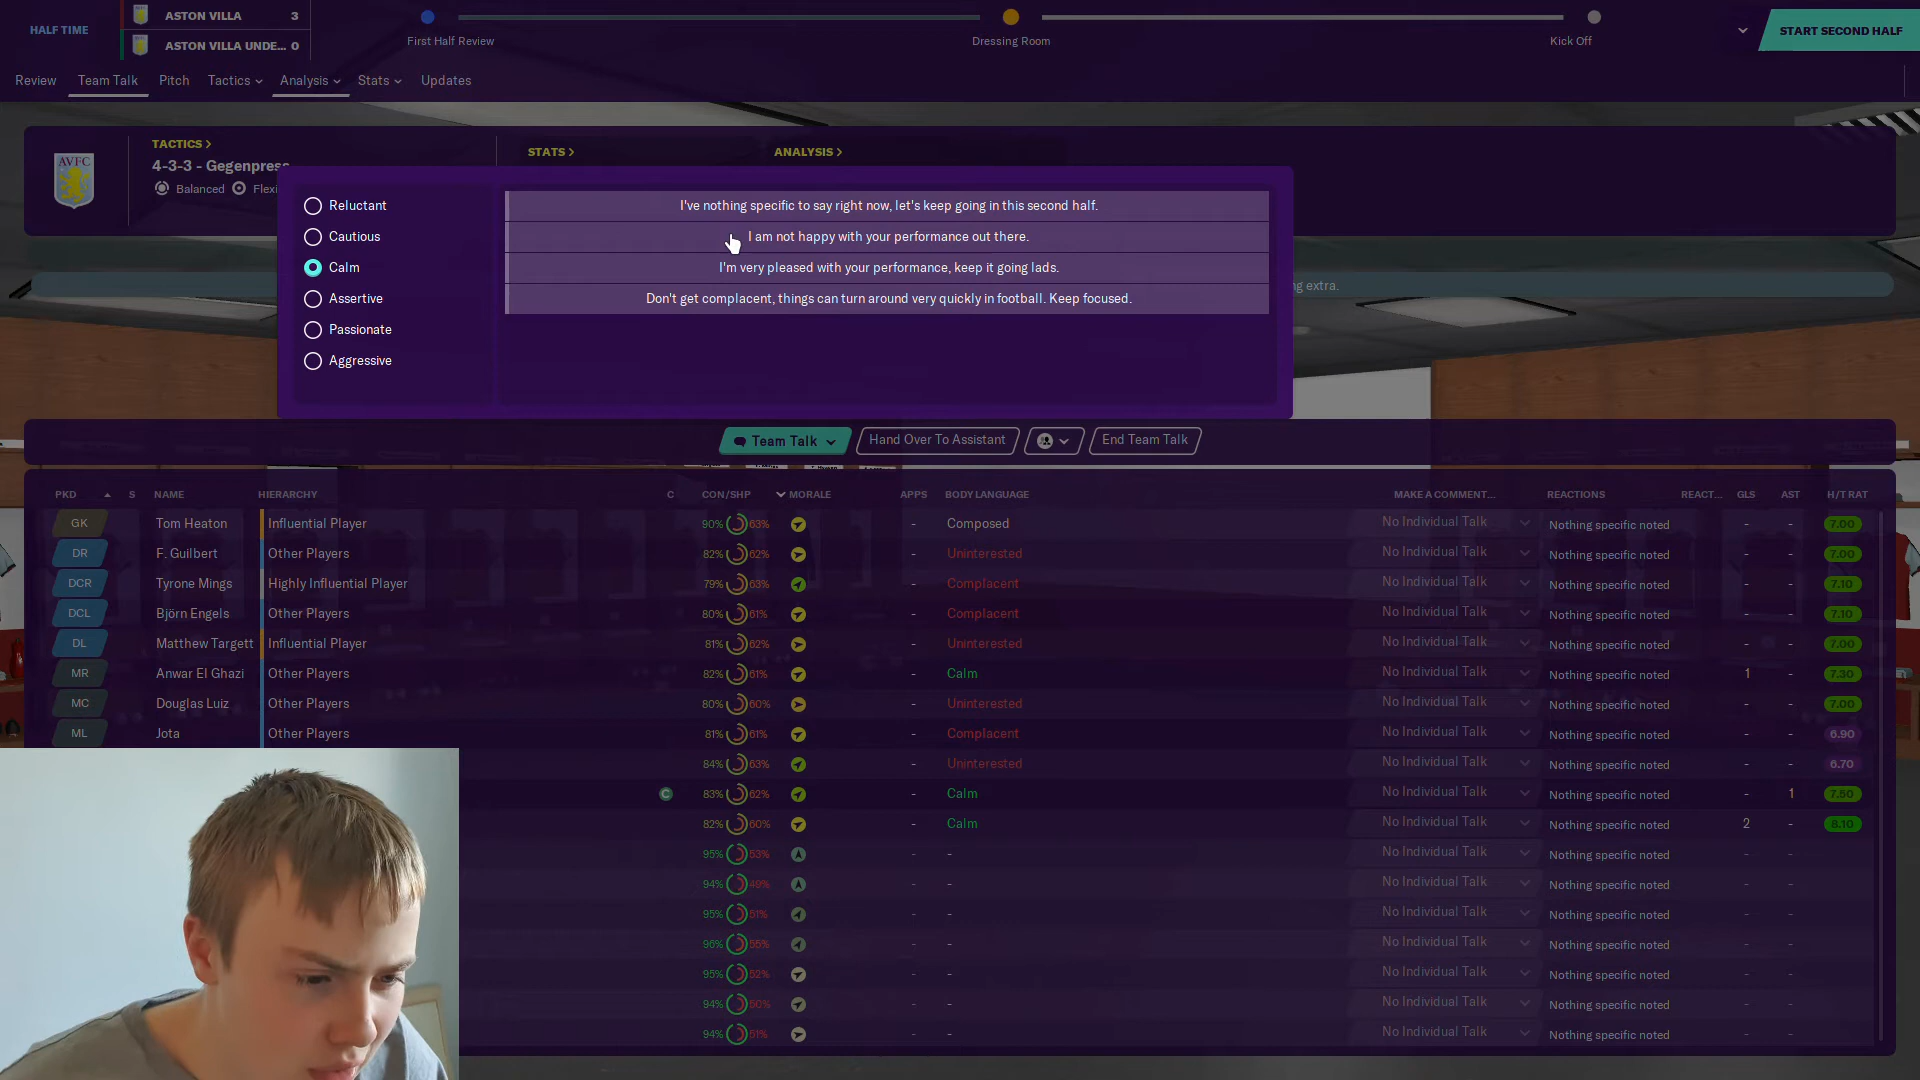 HALF TIME
ASTON VILLA 3
ASTON VILLA UNDE... 0
First Half Review
Dressing Room
Kick Off
START SECOND HALF
Review Team Talk Pitch Tactics Analysis Stats Updates
AVFC
TACTICS >
4-3-3 - Gegenpress
Balanced Flexi
STATS >
ANALYSIS >
Reluctant
Cautious
Calm
Assertive
Passionate
Aggressive
I've nothing specific to say right now, let's keep going in this second half.
I am not happy with your performance out there.
I'm very pleased with your performance, keep it going lads.
Don't get complacent, things can turn around very quickly in football. Keep focused.
ng extra.
Team Talk Hand Over To Assistant End Team Talk
PKD S NAME HIERARCHY C CON/SHP MORALE APPS BODY LANGUAGE MAKE A COMMENT... REACTIONS REACT... GLS AST H/T RAT
GK Tom Heaton Influential Player 90% 63% - Composed No Individual Talk Nothing specific noted - - 7.00
DR F. Guilbert Other Players 82% 62% - Uninterested No Individual Talk Nothing specific noted - - 7.00
DCR Tyrone Mings Highly Influential Player 79% 63% - Complacent No Individual Talk Nothing specific noted - - 7.10
DCL Björn Engels Other Players 80% 61% - Complacent No Individual Talk Nothing specific noted - - 7.10
DL Matthew Targett Influential Player 81% 62% - Uninterested No Individual Talk Nothing specific noted - - 7.00
MR Anwar El Ghazi Other Players 82% 61% - Calm No Individual Talk Nothing specific noted 1 - 7.30
MC Douglas Luiz Other Players 80% 60% - Uninterested No Individual Talk Nothing specific noted - - 7.00
ML Jota Other Players 81% 61% - Complacent No Individual Talk Nothing specific noted - - 6.90
84% 63% - Uninterested No Individual Talk Nothing specific noted - - 6.70
C 83% 62% - Calm No Individual Talk Nothing specific noted - 1 7.50
82% 60% - Calm No Individual Talk Nothing specific noted 2 - 8.10
95% 53% - - No Individual Talk Nothing specific noted - -
94% 49% - - No Individual Talk Nothing specific noted - -
95% 51% - - No Individual Talk Nothing specific noted - -
96% 55% - - No Individual Talk Nothing specific noted - -
95% 52% - - No Individual Talk Nothing specific noted - -
94% 50% - - No Individual Talk Nothing specific noted - -
94% 51% - - No Individual Talk Nothing specific noted - -